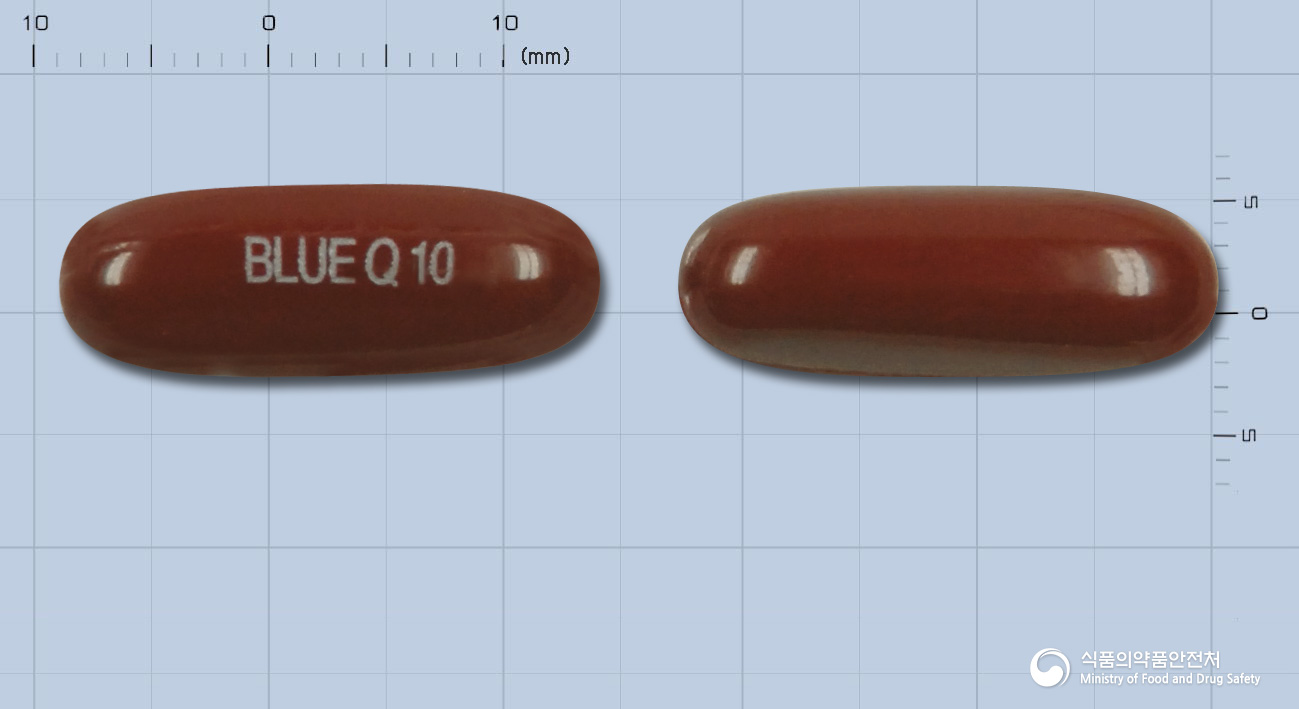 10 0 10
(mm)
BLUE Q 10
5
0
5
식품의약품안전처
Ministry of Food and Drug Safety